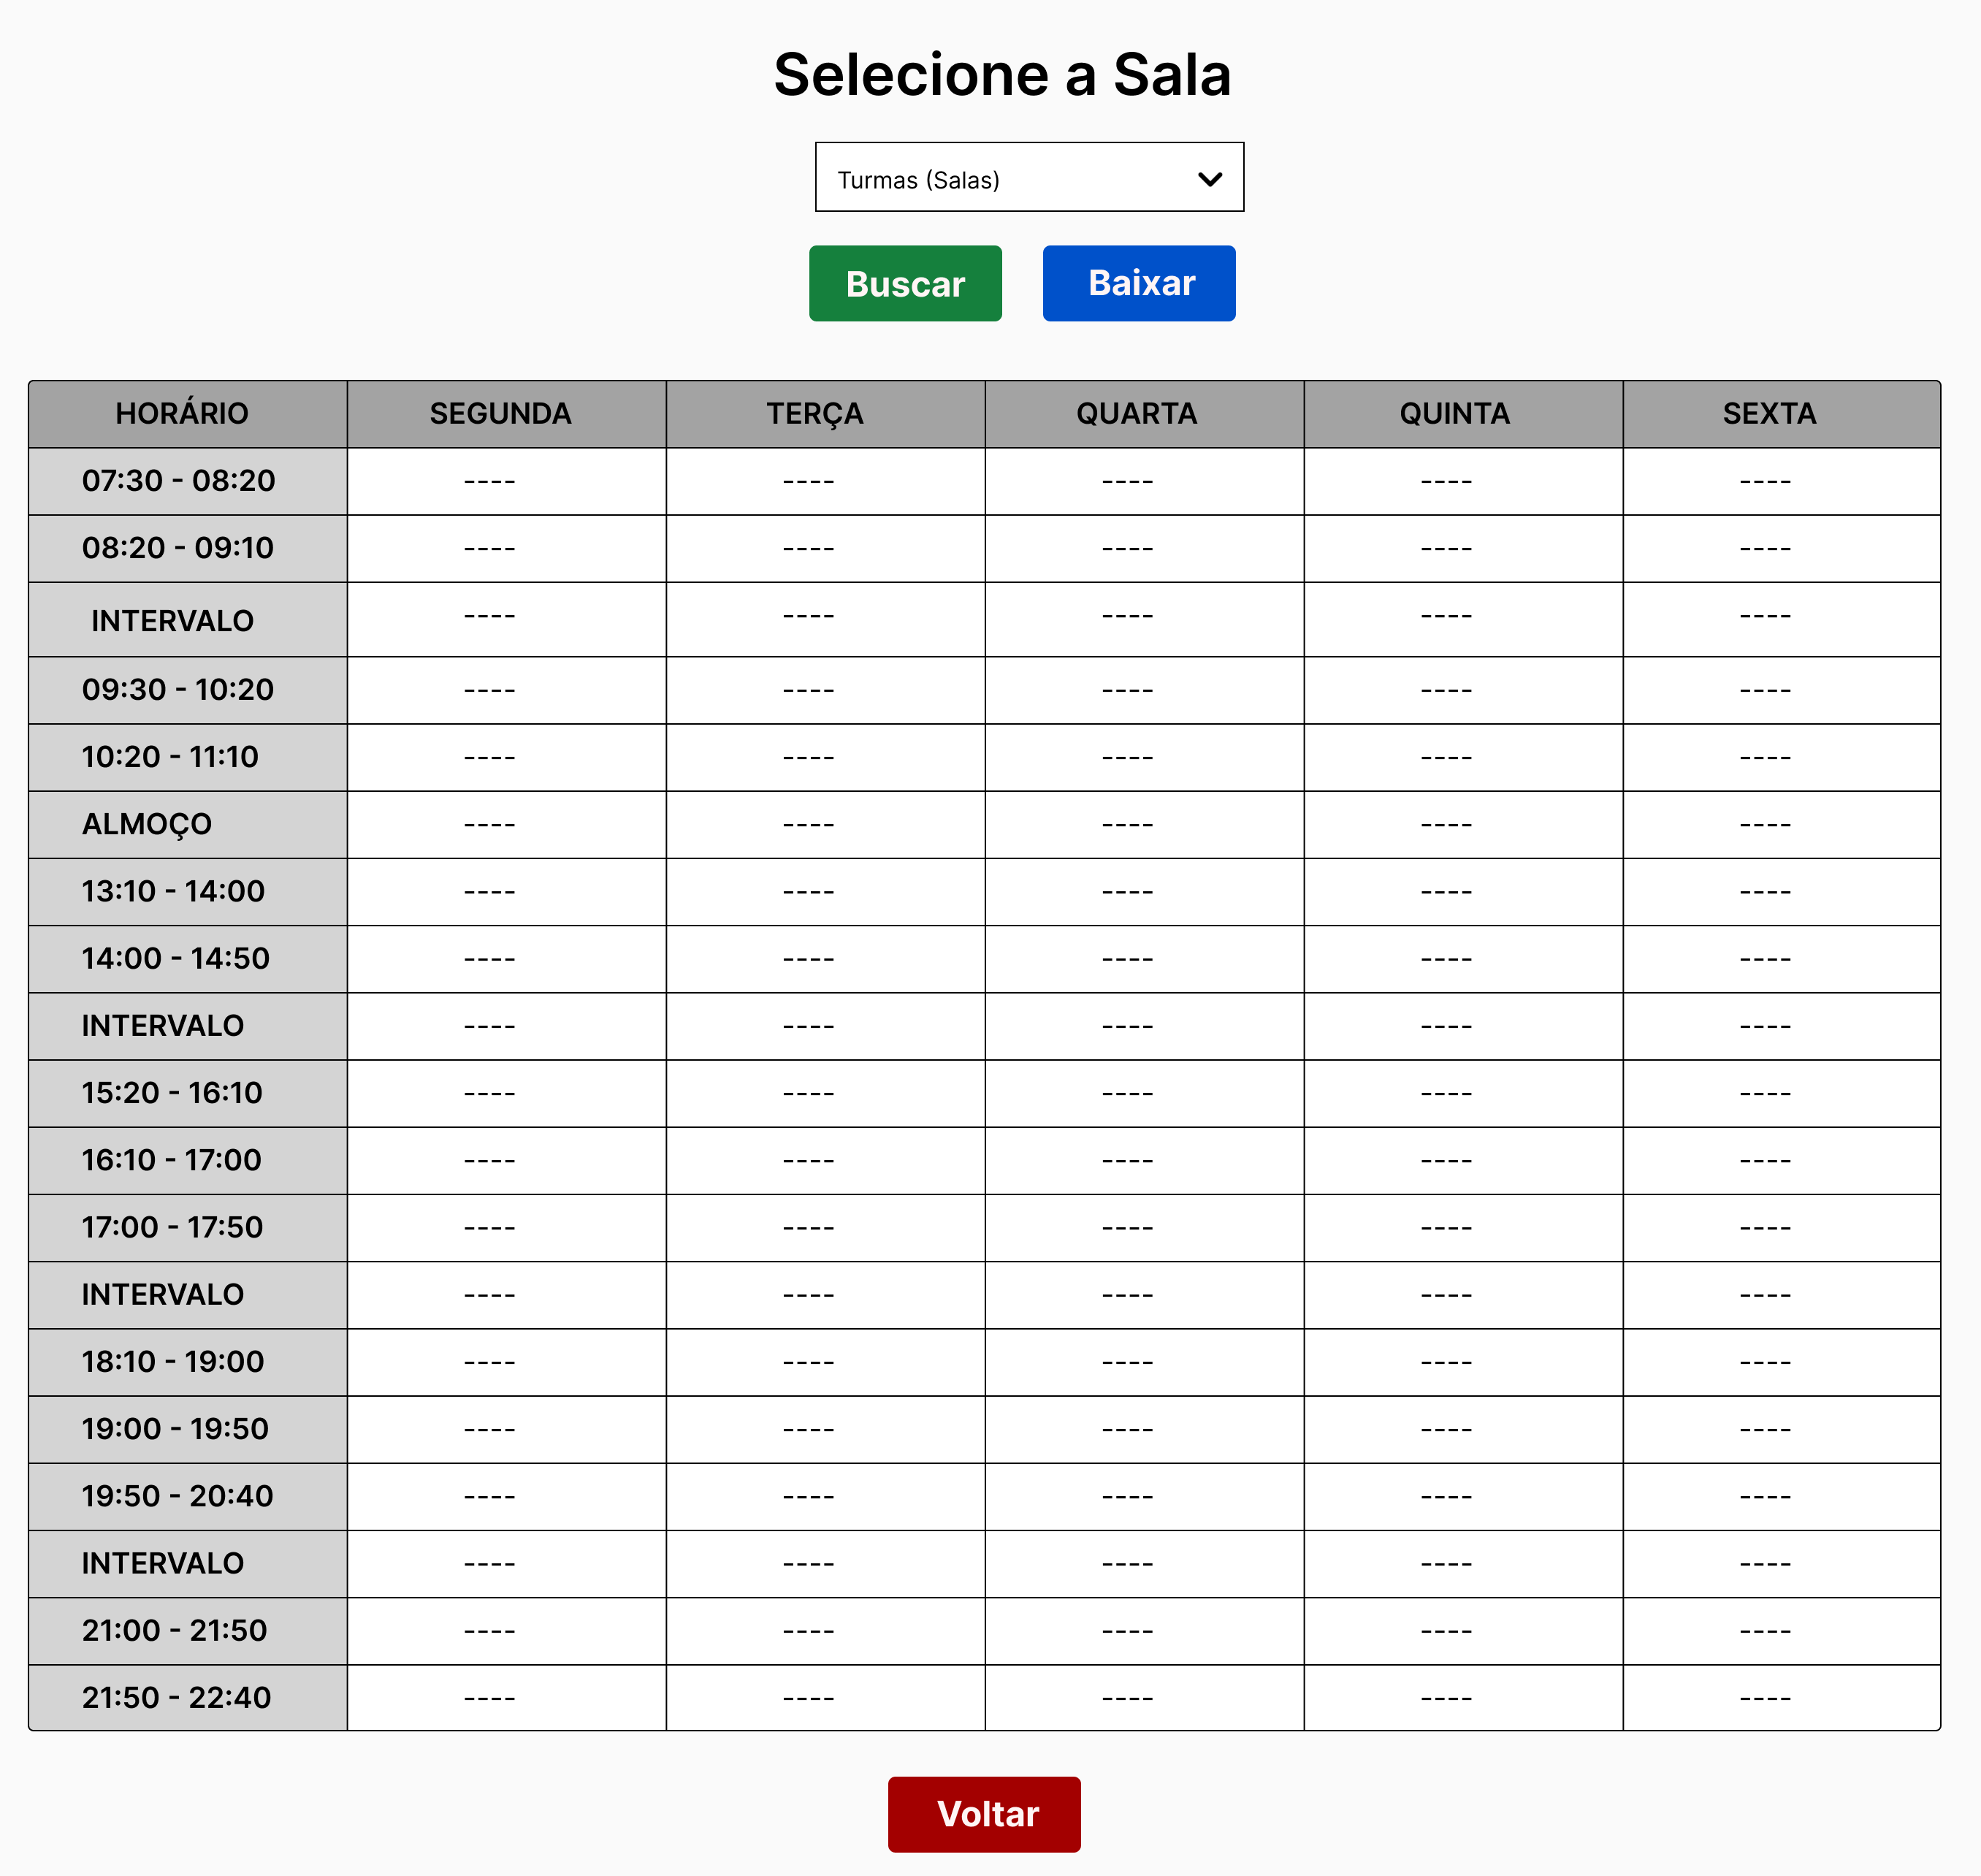 Selecione a Sala
Turmas (Salas)
Buscar Baixar
HORÁRIO SEGUNDA TERÇA QUARTA QUINTA SEXTA
07:30 - 08:20 ---- ---- ---- ---- ----
08:20 - 09:10 ---- ---- ---- ---- ----
INTERVALO ---- ---- ---- ---- ----
09:30 - 10:20 ---- ---- ---- ---- ----
10:20 - 11:10 ---- ---- ---- ---- ----
ALMOÇO ---- ---- ---- ---- ----
13:10 - 14:00 ---- ---- ---- ---- ----
14:00 - 14:50 ---- ---- ---- ---- ----
INTERVALO ---- ---- ---- ---- ----
15:20 - 16:10 ---- ---- ---- ---- ----
16:10 - 17:00 ---- ---- ---- ---- ----
17:00 - 17:50 ---- ---- ---- ---- ----
INTERVALO ---- ---- ---- ---- ----
18:10 - 19:00 ---- ---- ---- ---- ----
19:00 - 19:50 ---- ---- ---- ---- ----
19:50 - 20:40 ---- ---- ---- ---- ----
INTERVALO ---- ---- ---- ---- ----
21:00 - 21:50 ---- ---- ---- ---- ----
21:50 - 22:40 ---- ---- ---- ---- ----
Voltar